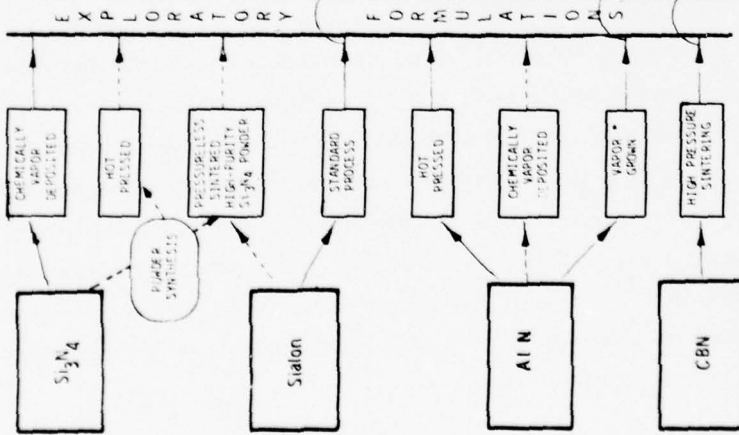 EXPLORATORY FORMULATIONS
CHEMICALLY
VAPOR
DEPOSITED
HOT
PRESSED
PRESSURELESS
SINTERED
HIGH-PURITY
Si3N4 POWDER
STANDARD
PROCESS
HOT
PRESSED
CHEMICALLY
VAPOR
DEPOSITED
VAPOR *
GROWN
HIGH PRESSURE
SINTERING
POWDER
SYNTHESIS
Si3N4
Sialon
AlN
CBN